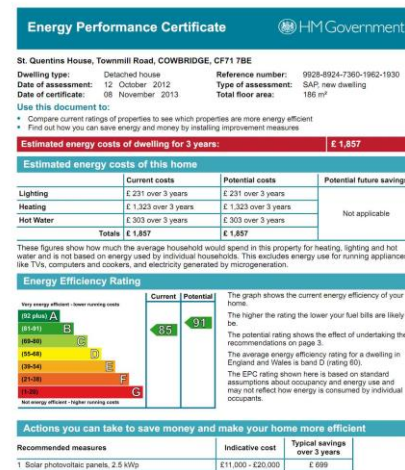 Energy Performance Certificate
HM Government
St. Quentins House, Townmill Road, COWBRIDGE, CF71 7BE
Dwelling type: Detached house
Reference number: 9928-8924-7360-1962-1930
Date of assessment: 12 October 2012
Type of assessment: SAP, new dwelling
Date of certificate: 08 November 2013
Total floor area: 186 m²
Use this document to:
• Compare current ratings of properties to see which properties are more energy efficient
• Find out how you can save energy and money by installing improvement measures
Estimated energy costs of dwelling for 3 years: £ 1,857
Estimated energy costs of this home
Current costs Potential costs Potential future savings
Lighting £ 231 over 3 years £ 231 over 3 years
Heating £ 1,323 over 3 years £ 1,323 over 3 years
Not applicable
Hot Water £ 303 over 3 years £ 303 over 3 years
Totals £ 1,857 £ 1,857
These figures show how much the average household would spend in this property for heating, lighting and hot
water and is not based on energy used by individual households. This excludes energy use for running appliances
like TVs, computers and cookers, and electricity generated by microgeneration.
Energy Efficiency Rating
Current Potential
Very energy efficient - lower running costs
(92 plus) A
(81-91) B
(69-80) C
(55-68) D
(39-54) E
(21-38) F
(1-20) G
Not energy efficient - higher running costs
85
91
The graph shows the current energy efficiency of your
home.
The higher the rating the lower your fuel bills are likely
be.
The potential rating shows the effect of undertaking the
recommendations on page 3.
The average energy efficiency rating for a dwelling in
England and Wales is band D (rating 60).
The EPC rating shown here is based on standard
assumptions about occupancy and energy use and
may not reflect how energy is consumed by individual
occupants.
Actions you can take to save money and make your home more efficient
Recommended measures Indicative cost Typical savings
over 3 years
1 Solar photovoltaic panels, 2.5 kWp £11,000 - £20,000 £ 699